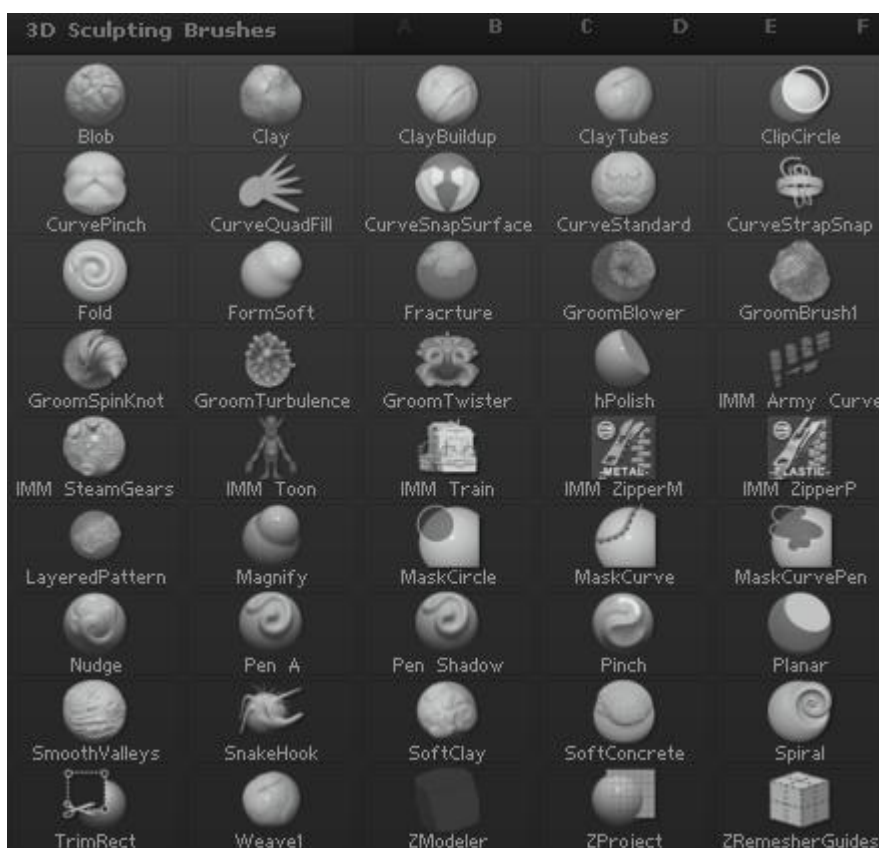 3D Sculpting Brushes A B C D E F
Blob Clay ClayBuildup ClayTubes ClipCircle
CurvePinch CurveQuadFill CurveSnapSurface CurveStandard CurveStrapSnap
Fold FormSoft Fracrture GroomBlower GroomBrush1
GroomSpinKnot GroomTurbulence GroomTwister hPolish IMM Army Curve
METAL PLASTIC
IMM SteamGears IMM Toon IMM Train IMM ZipperM IMM ZipperP
LayeredPattern Magnify MaskCircle MaskCurve MaskCurvePen
Nudge Pen A Pen Shadow Pinch Planar
SmoothValleys SnakeHook SoftClay SoftConcrete Spiral
TrimRect Weave1 ZModeler ZProject ZRemesherGuides